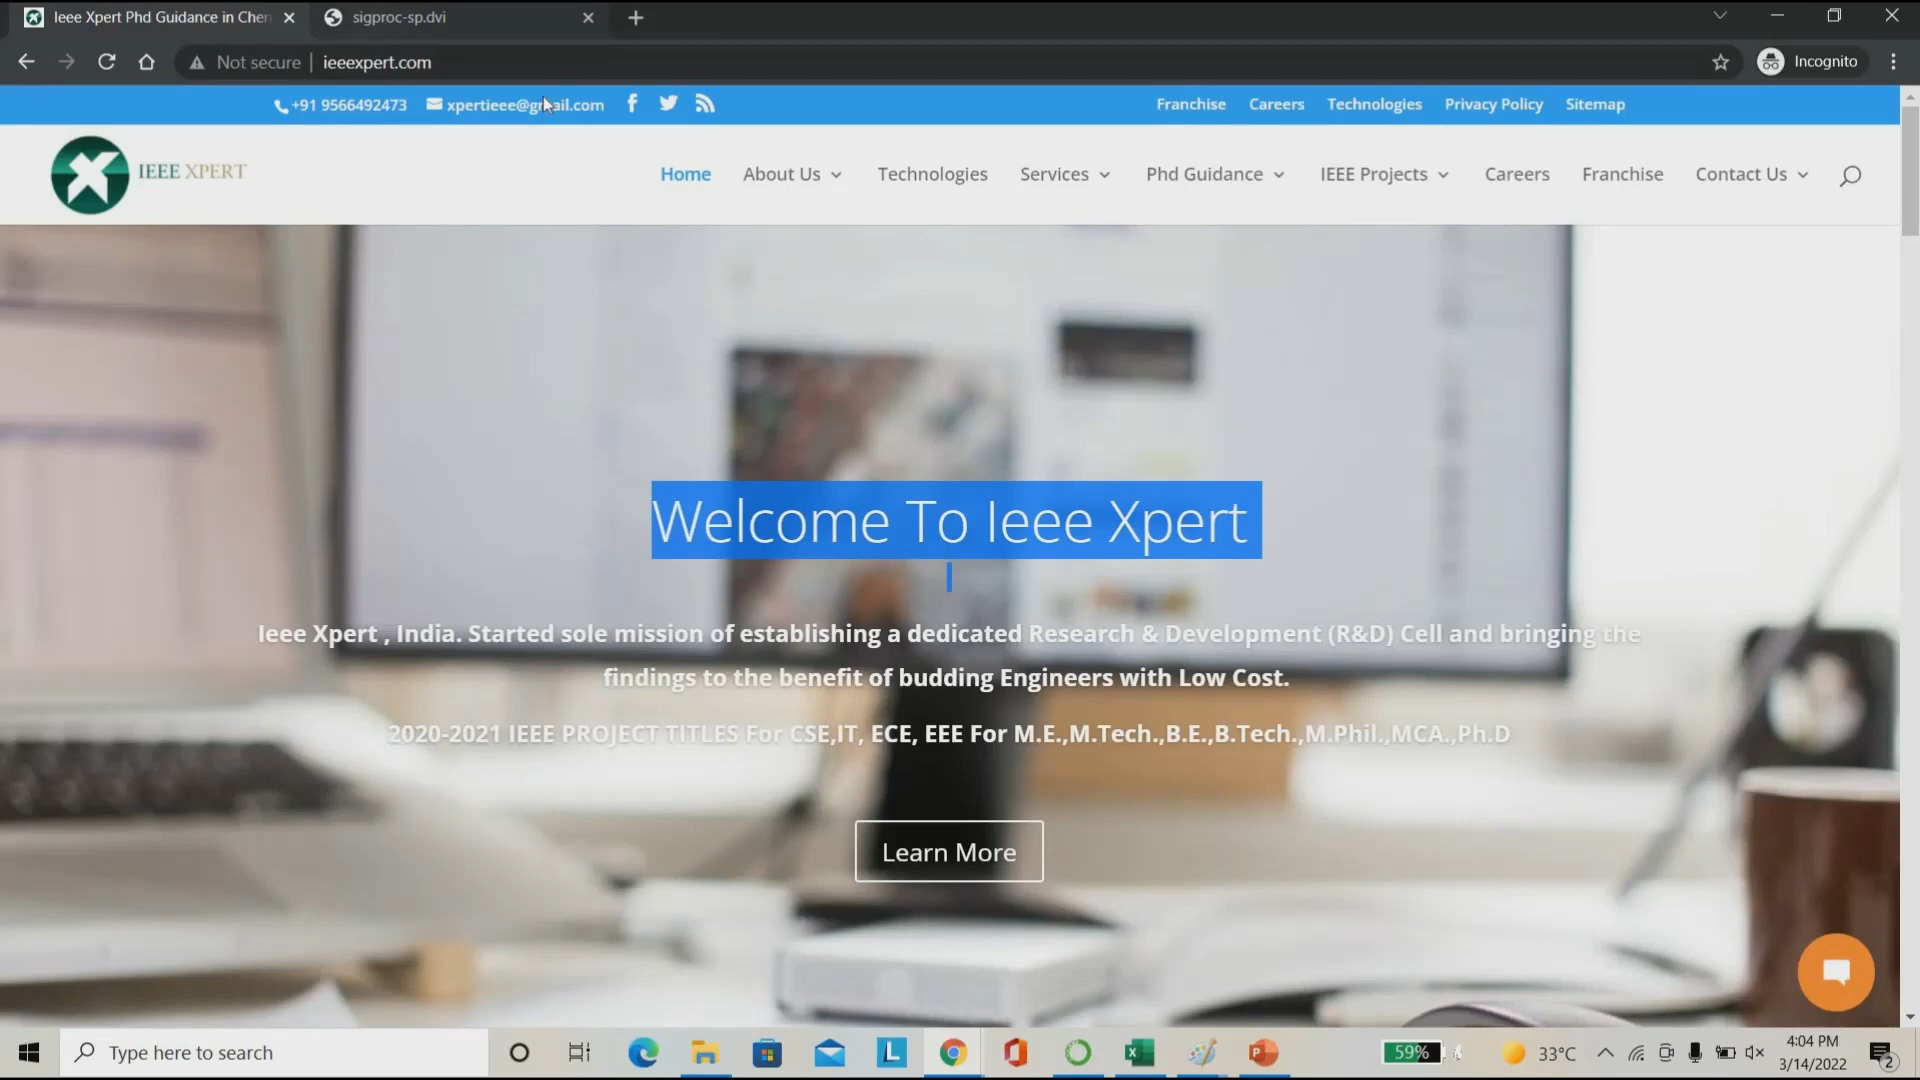 Ieee Xpert Phd Guidance in Chen
sigproc-sp.dvi
Not secure
ieeexpert.com
Incognito
+91 9566492473
xpertieee@gmail.com
Franchise
Careers
Technologies
Privacy Policy
Sitemap
IEEE XPERT
Home
About Us
Technologies
Services
Phd Guidance
IEEE Projects
Careers
Franchise
Contact Us
Welcome To Ieee Xpert
Ieee Xpert , India. Started sole mission of establishing a dedicated Research & Development (R&D) Cell and bringing the
findings to the benefit of budding Engineers with Low Cost.
2020-2021 IEEE PROJECT TITLES For CSE,IT, ECE, EEE For M.E.,M.Tech.,B.E.,B.Tech.,M.Phil.,MCA.,Ph.D
Learn More
Type here to search
L
59%
33°C
4:04 PM
3/14/2022
2